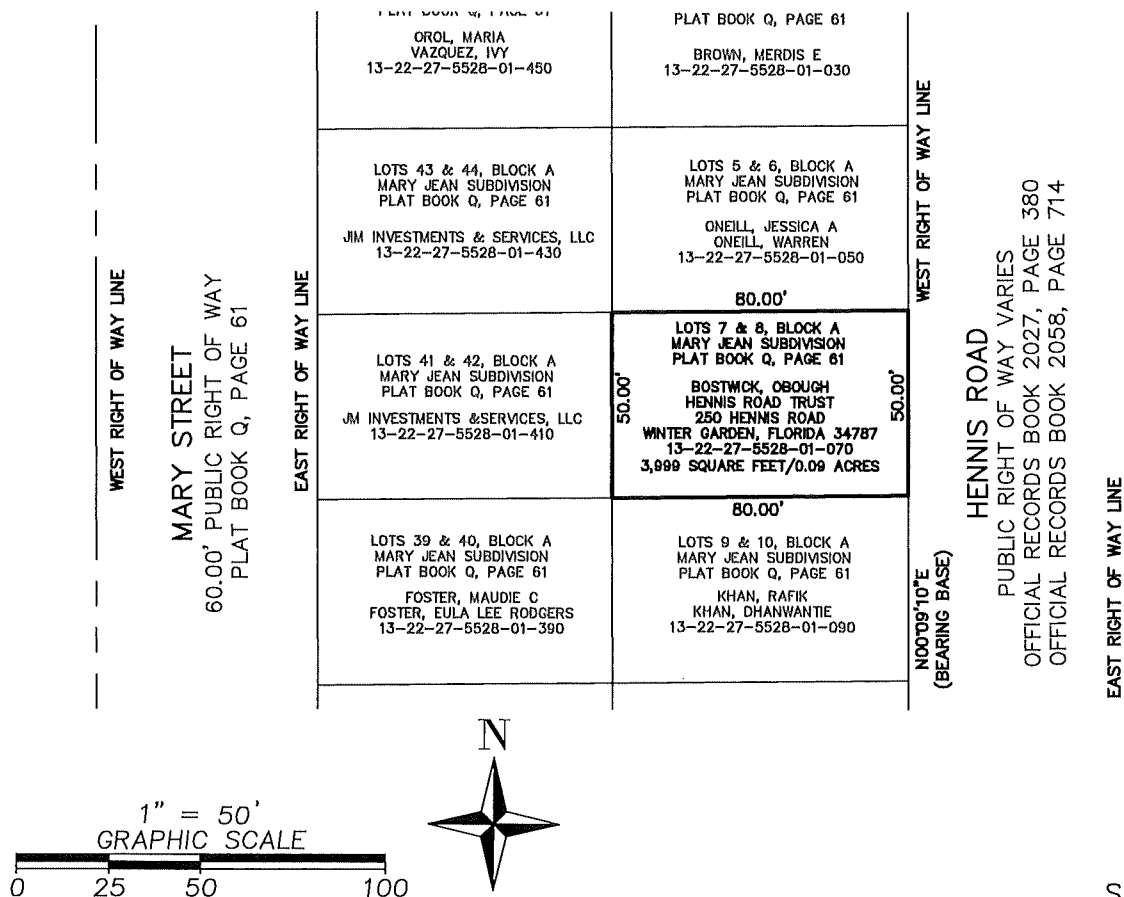 PLAT BOOK Q, PAGE 61
OROL, MARIA
VAZQUEZ, IVY
13-22-27-5528-01-450
PLAT BOOK Q, PAGE 61
BROWN, MERDIS E
13-22-27-5528-01-030
LOTS 43 & 44, BLOCK A
MARY JEAN SUBDIVISION
PLAT BOOK Q, PAGE 61
JIM INVESTMENTS & SERVICES, LLC
13-22-27-5528-01-430
LOTS 5 & 6, BLOCK A
MARY JEAN SUBDIVISION
PLAT BOOK Q, PAGE 61
ONEILL, JESSICA A
ONEILL, WARREN
13-22-27-5528-01-050
WEST RIGHT OF WAY LINE
WEST RIGHT OF WAY LINE
MARY STREET
60.00' PUBLIC RIGHT OF WAY
PLAT BOOK Q, PAGE 61
EAST RIGHT OF WAY LINE
LOTS 41 & 42, BLOCK A
MARY JEAN SUBDIVISION
PLAT BOOK Q, PAGE 61
JM INVESTMENTS &SERVICES, LLC
13-22-27-5528-01-410
80.00'
50.00'
LOTS 7 & 8, BLOCK A
MARY JEAN SUBDIVISION
PLAT BOOK Q, PAGE 61
BOSTWICK, OBOUGH
HENNIS ROAD TRUST
250 HENNIS ROAD
WINTER GARDEN, FLORIDA 34787
13-22-27-5528-01-070
3,999 SQUARE FEET/0.09 ACRES
50.00'
80.00'
HENNIS ROAD
PUBLIC RIGHT OF WAY VARIES
OFFICIAL RECORDS BOOK 2027, PAGE 380
OFFICIAL RECORDS BOOK 2058, PAGE 714
EAST RIGHT OF WAY LINE
LOTS 39 & 40, BLOCK A
MARY JEAN SUBDIVISION
PLAT BOOK Q, PAGE 61
FOSTER, MAUDIE C
FOSTER, EULA LEE RODGERS
13-22-27-5528-01-390
LOTS 9 & 10, BLOCK A
MARY JEAN SUBDIVISION
PLAT BOOK Q, PAGE 61
KHAN, RAFIK
KHAN, DHANWANTIE
13-22-27-5528-01-090
N00°09'10"E
(BEARING BASE)
N
1" = 50'
GRAPHIC SCALE
0 25 50 100
S